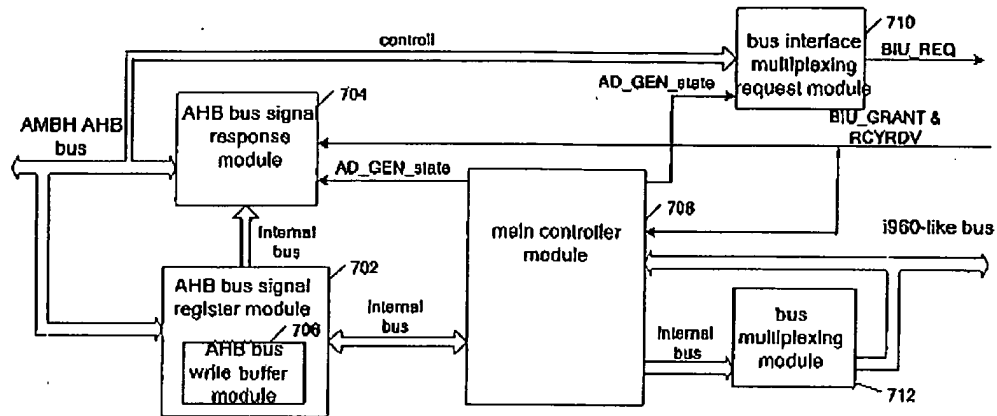 710
controll
bus interface
multiplexing
request module
BIU_REQ
AD_GEN_state
704
AHB bus signal
response
module
AMBH AHB
bus
BIU_GRANT &
RCYRDV
AD_GEN_state
708
main controller
module
i960-like bus
Internal
bus
702
AHB bus signal
register module
706
AHB bus
write buffer
module
Internal
bus
Internal
bus
bus
multiplexing
module
712